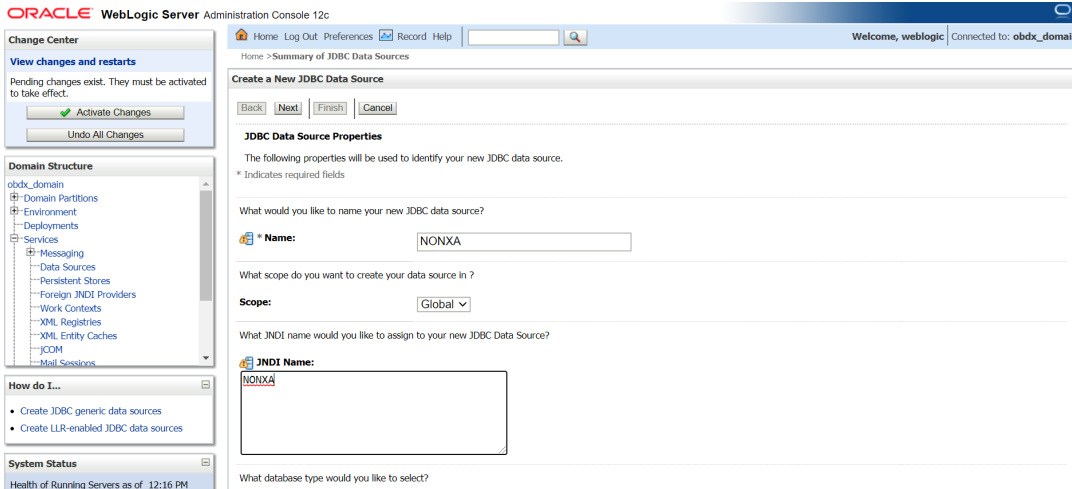 ORACLE WebLogic Server Administration Console 12c
Change Center
View changes and restarts
Pending changes exist. They must be activated
to take effect.
Activate Changes
Undo All Changes
Domain Structure
obdx_domain
Domain Partitions
Environment
Deployments
Services
Messaging
Data Sources
Persistent Stores
Foreign JNDI Providers
Work Contexts
XML Registries
XML Entity Caches
jCOM
Mail Sessions
How do I...
Create JDBC generic data sources
Create LLR-enabled JDBC data sources
System Status
Health of Running Servers as of 12:16 PM
Home Log Out Preferences Record Help
Welcome, weblogic Connected to: obdx_domai
Home >Summary of JDBC Data Sources
Create a New JDBC Data Source
Back Next Finish Cancel
JDBC Data Source Properties
The following properties will be used to identify your new JDBC data source.
* Indicates required fields
What would you like to name your new JDBC data source?
* Name: NONXA
What scope do you want to create your data source in ?
Scope: Global
What JNDI name would you like to assign to your new JDBC Data Source?
JNDI Name:
NONXA
What database type would you like to select?